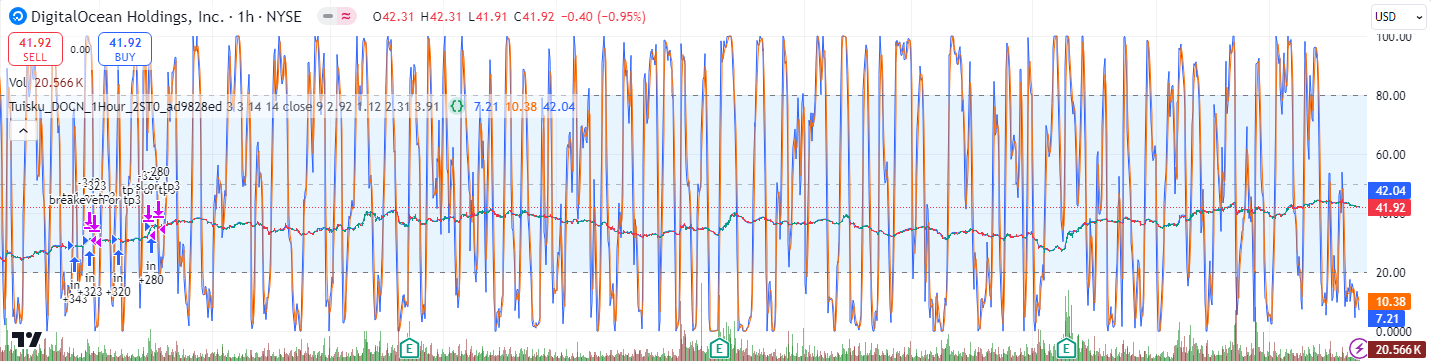 DigitalOcean Holdings, Inc. · 1h · NYSE O42.31 H42.31 L41.91 C41.92 −0.40 (−0.95%)
USD
41.92 SELL
0.00
41.92 BUY
Vol 20.566 K
Tuisku_DOCN_1Hour_2ST0_ad9828ed 3 3 14 14 close 9 2.92 1.12 2.31 3.91 7.21 10.38 42.04
100.00
80.00
60.00
42.04
41.92
20.00
10.38
7.21
0.0000
20.566 K
-280
breakeven or tp3
in
+343
in
+323
in
+320
in
+280
E
E
E